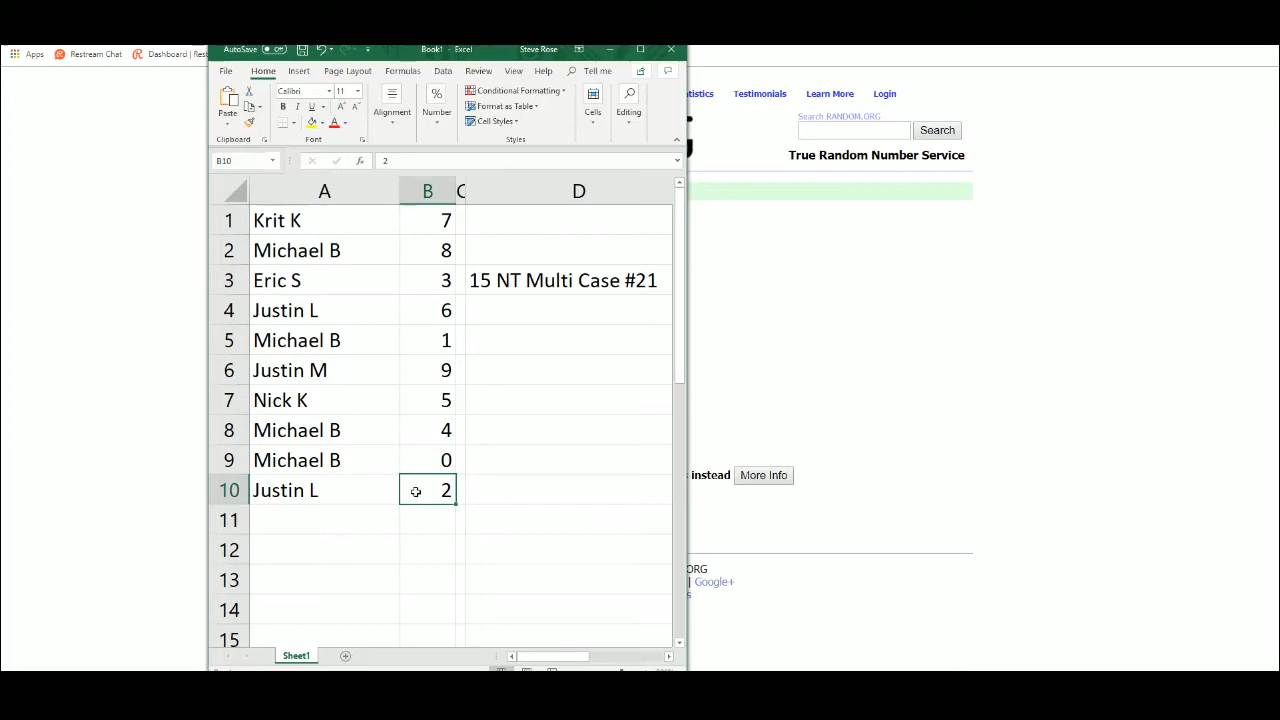 AutoSave Off Book1 - Excel Steve Rose
Apps Restream Chat Dashboard | Rest
File Home Insert Page Layout Formulas Data Review View Help Tell me
Paste Calibri 11 Alignment Number Conditional Formatting Cells Editing
B I U A A % Format as Table
Cell Styles
Clipboard Font Styles
B10 fx 2
A B C D
1 Krit K 7
2 Michael B 8
3 Eric S 3 15 NT Multi Case #21
4 Justin L 6
5 Michael B 1
6 Justin M 9
7 Nick K 5
8 Michael B 4
9 Michael B 0
10 Justin L 2
11
12
13
14
15
Sheet1
tistics Testimonials Learn More Login
Search RANDOM.ORG
Search
True Random Number Service
instead More Info
ORG
| Google+